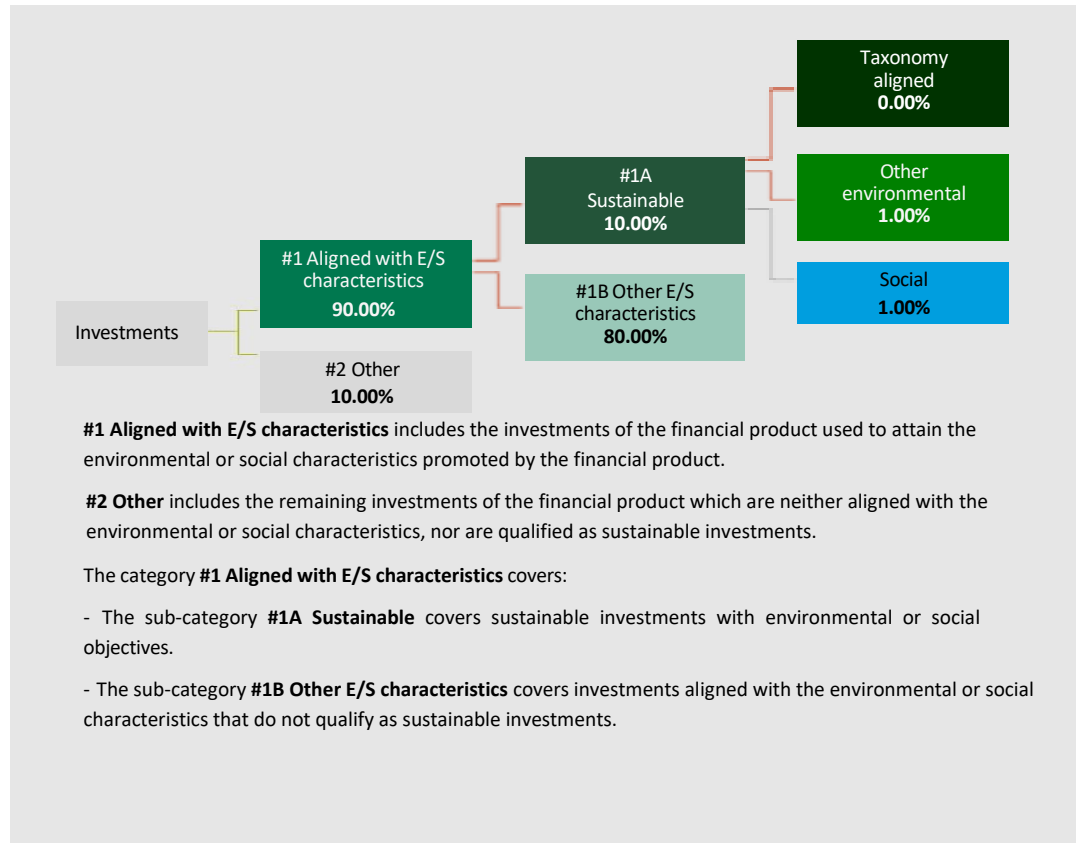 Taxonomy
aligned
0.00%
#1A
Sustainable
10.00%
Other
environmental
1.00%
#1 Aligned with E/S
characteristics
90.00%
#1B Other E/S
characteristics
80.00%
Social
1.00%
Investments
#2 Other
10.00%
#1 Aligned with E/S characteristics includes the investments of the financial product used to attain the
environmental or social characteristics promoted by the financial product.
#2 Other includes the remaining investments of the financial product which are neither aligned with the
environmental or social characteristics, nor are qualified as sustainable investments.
The category #1 Aligned with E/S characteristics covers:
- The sub-category #1A Sustainable covers sustainable investments with environmental or social
objectives.
- The sub-category #1B Other E/S characteristics covers investments aligned with the environmental or social
characteristics that do not qualify as sustainable investments.